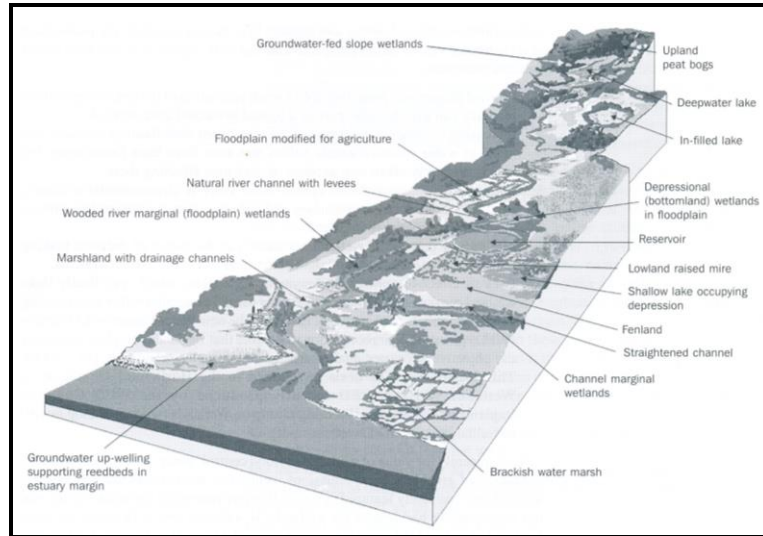 Groundwater-fed slope wetlands
Upland
peat bogs
Deepwater lake
In-filled lake
Floodplain modified for agriculture
Natural river channel with levees
Wooded river marginal (floodplain) wetlands
Marshland with drainage channels
Depressional
(bottomland) wetlands
in floodplain
Reservoir
Lowland raised mire
Shallow lake occupying
depression
Fenland
Straightened channel
Channel marginal
wetlands
Brackish water marsh
Groundwater up-welling
supporting reedbeds in
estuary margin